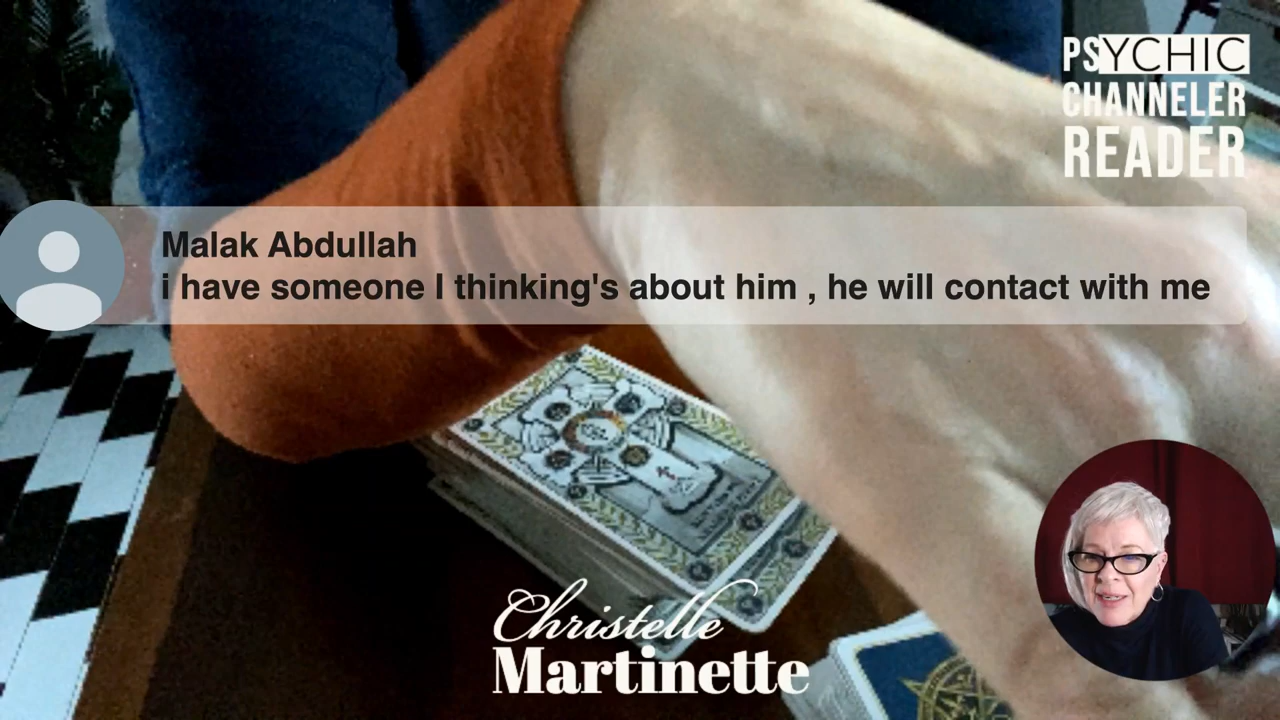 PSYCHIC
CHANNELER
READER
Malak Abdullah
i have someone I thinking's about him , he will contact with me
Christelle
Martinette